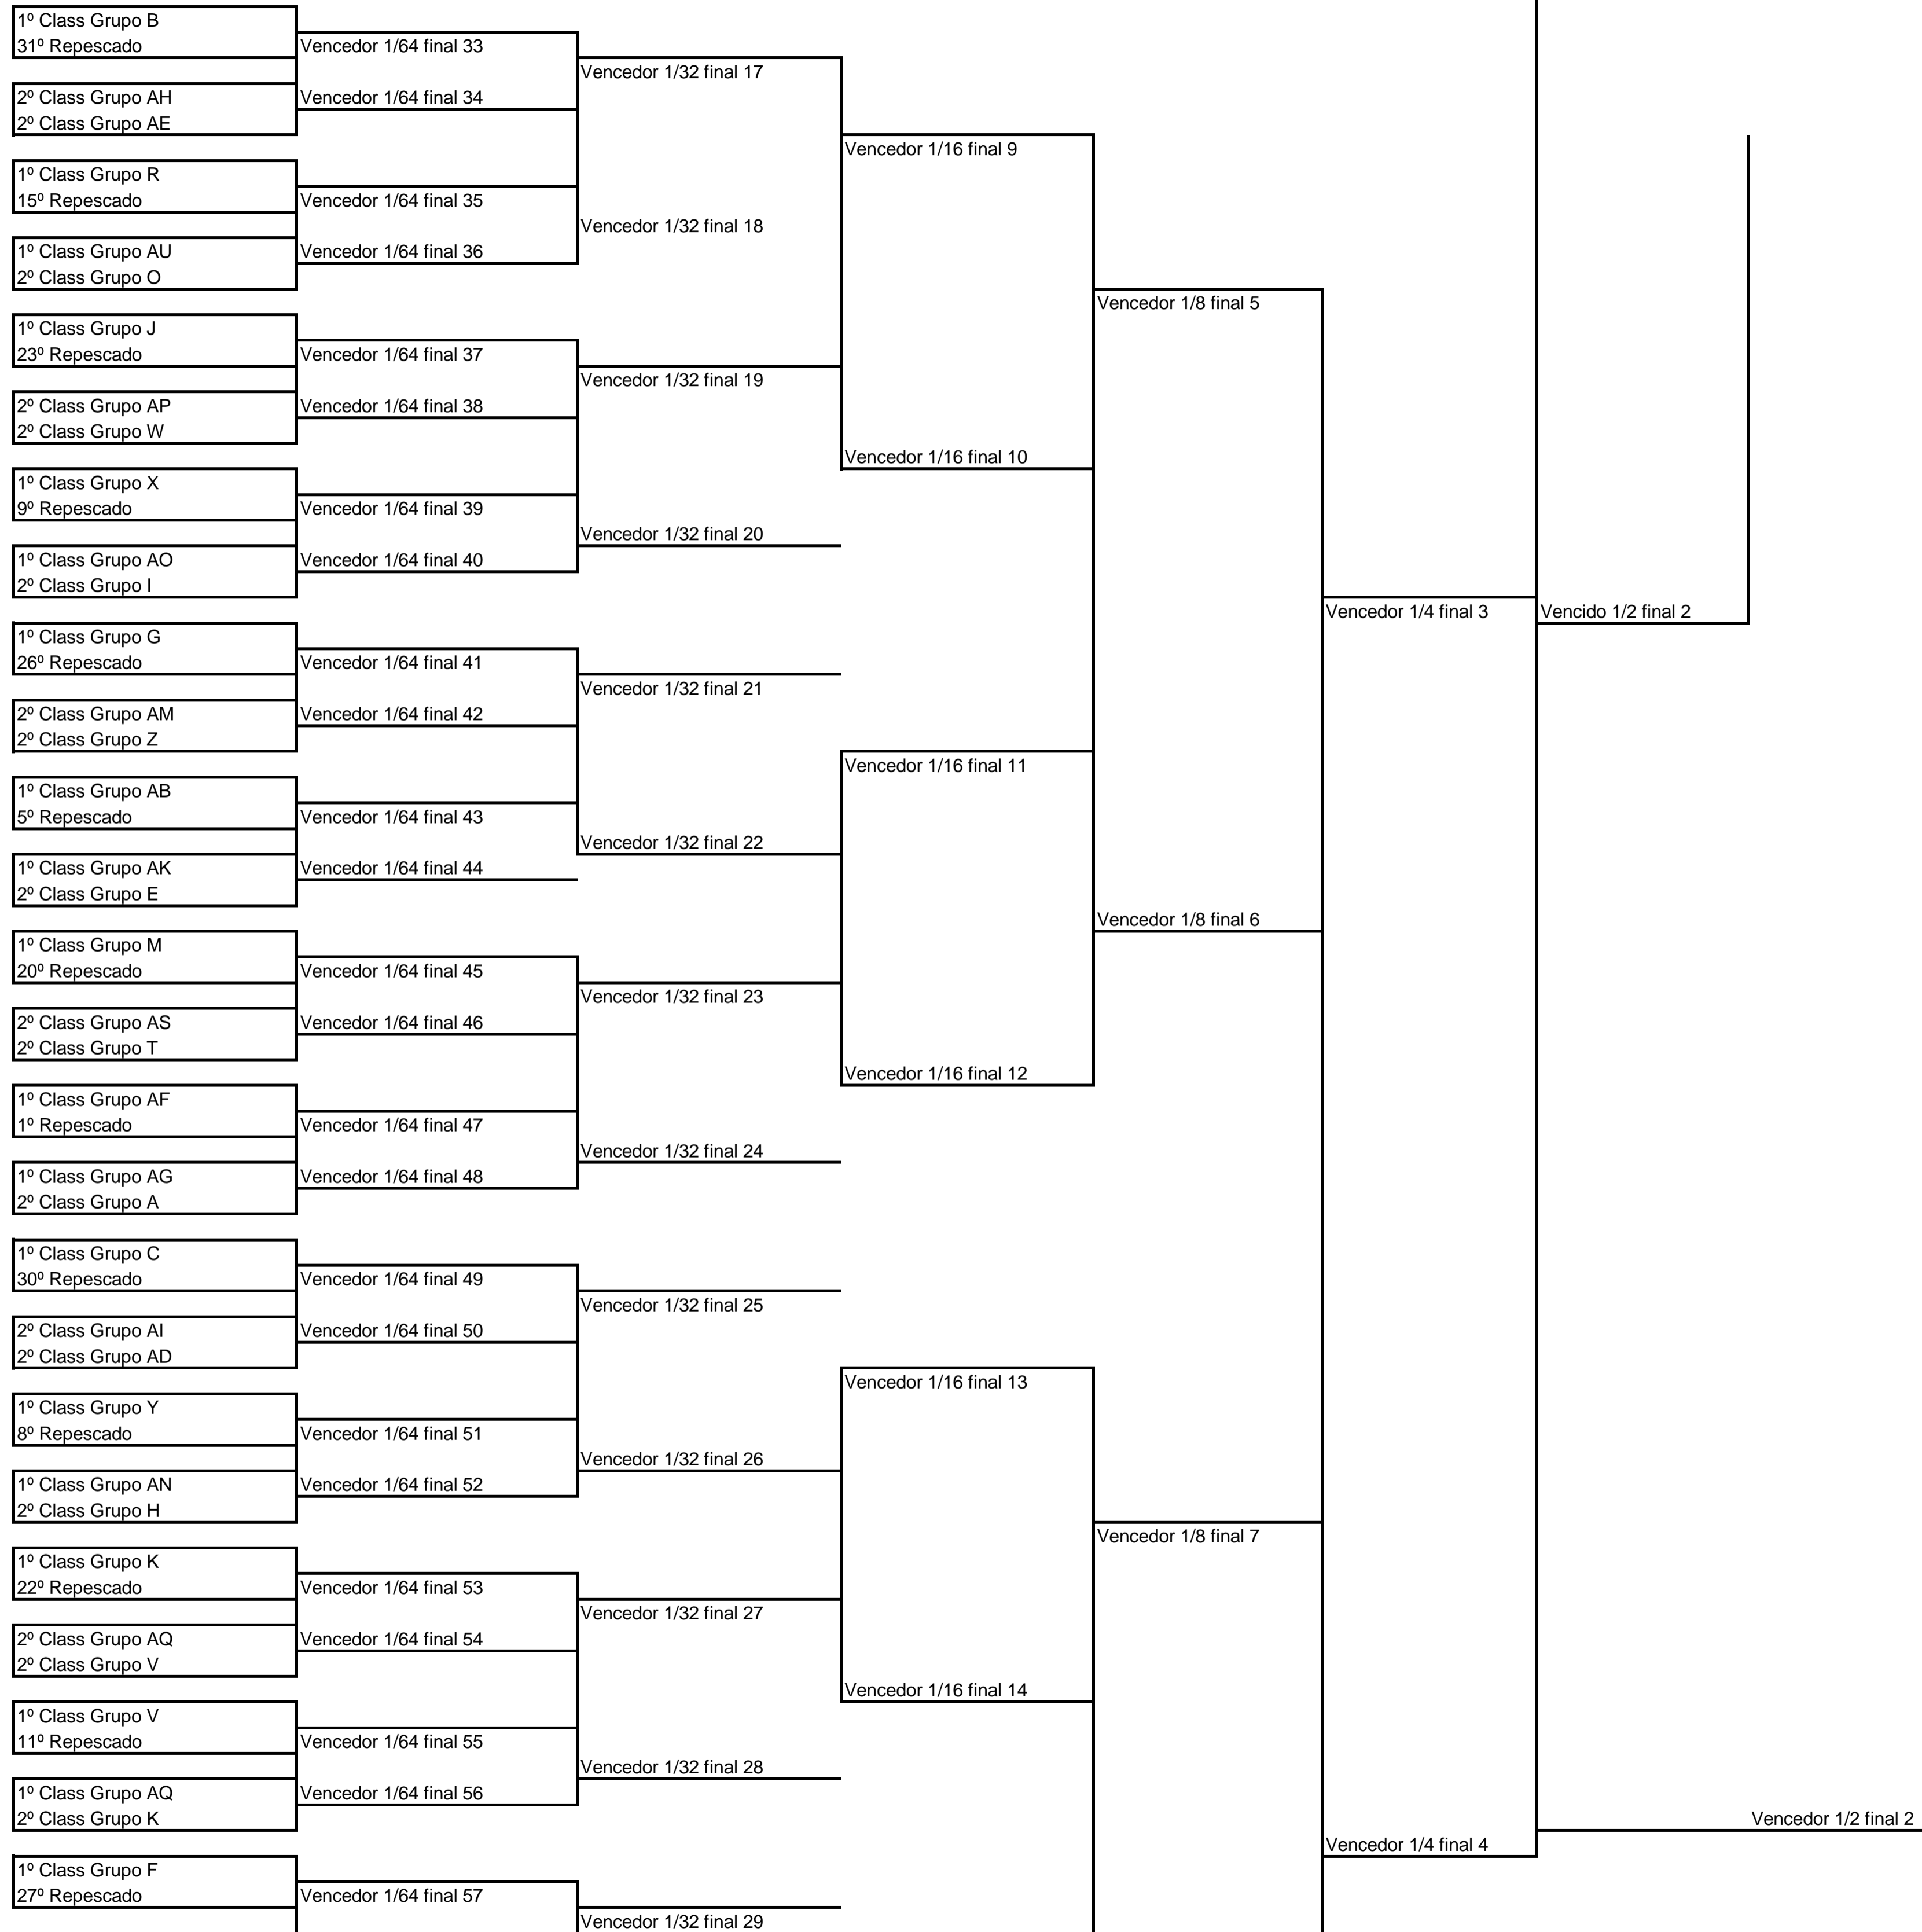 1º Class Grupo B
31º Repescado
Vencedor 1/64 final 33
Vencedor 1/32 final 17
2º Class Grupo AH
Vencedor 1/64 final 34
2º Class Grupo AE
Vencedor 1/16 final 9
1º Class Grupo R
15º Repescado
Vencedor 1/64 final 35
Vencedor 1/32 final 18
1º Class Grupo AU
Vencedor 1/64 final 36
2º Class Grupo O
Vencedor 1/8 final 5
1º Class Grupo J
23º Repescado
Vencedor 1/64 final 37
Vencedor 1/32 final 19
2º Class Grupo AP
Vencedor 1/64 final 38
2º Class Grupo W
Vencedor 1/16 final 10
1º Class Grupo X
9º Repescado
Vencedor 1/64 final 39
Vencedor 1/32 final 20
1º Class Grupo AO
Vencedor 1/64 final 40
2º Class Grupo I
Vencedor 1/4 final 3
Vencido 1/2 final 2
1º Class Grupo G
26º Repescado
Vencedor 1/64 final 41
Vencedor 1/32 final 21
2º Class Grupo AM
Vencedor 1/64 final 42
2º Class Grupo Z
Vencedor 1/16 final 11
1º Class Grupo AB
5º Repescado
Vencedor 1/64 final 43
Vencedor 1/32 final 22
1º Class Grupo AK
Vencedor 1/64 final 44
2º Class Grupo E
Vencedor 1/8 final 6
1º Class Grupo M
20º Repescado
Vencedor 1/64 final 45
Vencedor 1/32 final 23
2º Class Grupo AS
Vencedor 1/64 final 46
2º Class Grupo T
Vencedor 1/16 final 12
1º Class Grupo AF
1º Repescado
Vencedor 1/64 final 47
Vencedor 1/32 final 24
1º Class Grupo AG
Vencedor 1/64 final 48
2º Class Grupo A
1º Class Grupo C
30º Repescado
Vencedor 1/64 final 49
Vencedor 1/32 final 25
2º Class Grupo AI
Vencedor 1/64 final 50
2º Class Grupo AD
Vencedor 1/16 final 13
1º Class Grupo Y
8º Repescado
Vencedor 1/64 final 51
Vencedor 1/32 final 26
1º Class Grupo AN
Vencedor 1/64 final 52
2º Class Grupo H
Vencedor 1/8 final 7
1º Class Grupo K
22º Repescado
Vencedor 1/64 final 53
Vencedor 1/32 final 27
2º Class Grupo AQ
Vencedor 1/64 final 54
2º Class Grupo V
Vencedor 1/16 final 14
1º Class Grupo V
11º Repescado
Vencedor 1/64 final 55
Vencedor 1/32 final 28
1º Class Grupo AQ
Vencedor 1/64 final 56
2º Class Grupo K
Vencedor 1/2 final 2
Vencedor 1/4 final 4
1º Class Grupo F
27º Repescado
Vencedor 1/64 final 57
Vencedor 1/32 final 29